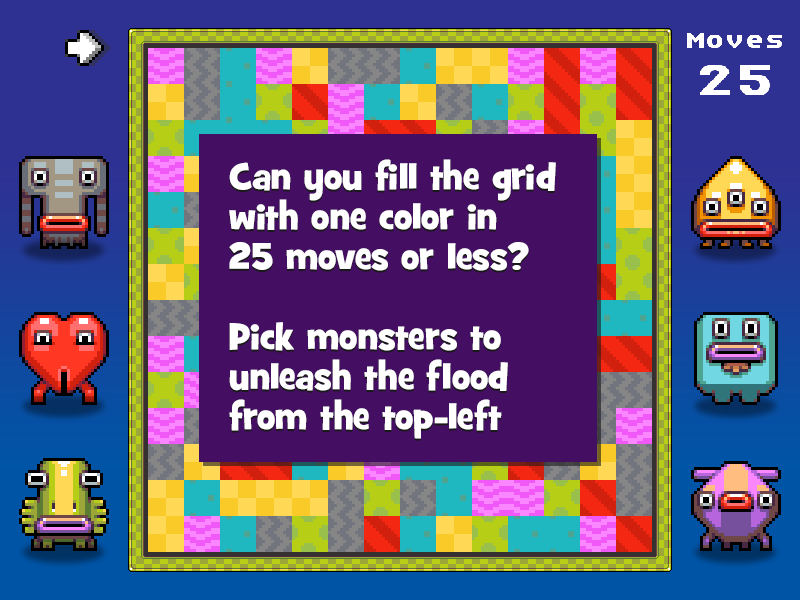 Moves
25
Can you fill the grid
with one color in
25 moves or less?
Pick monsters to
unleash the flood
from the top-left